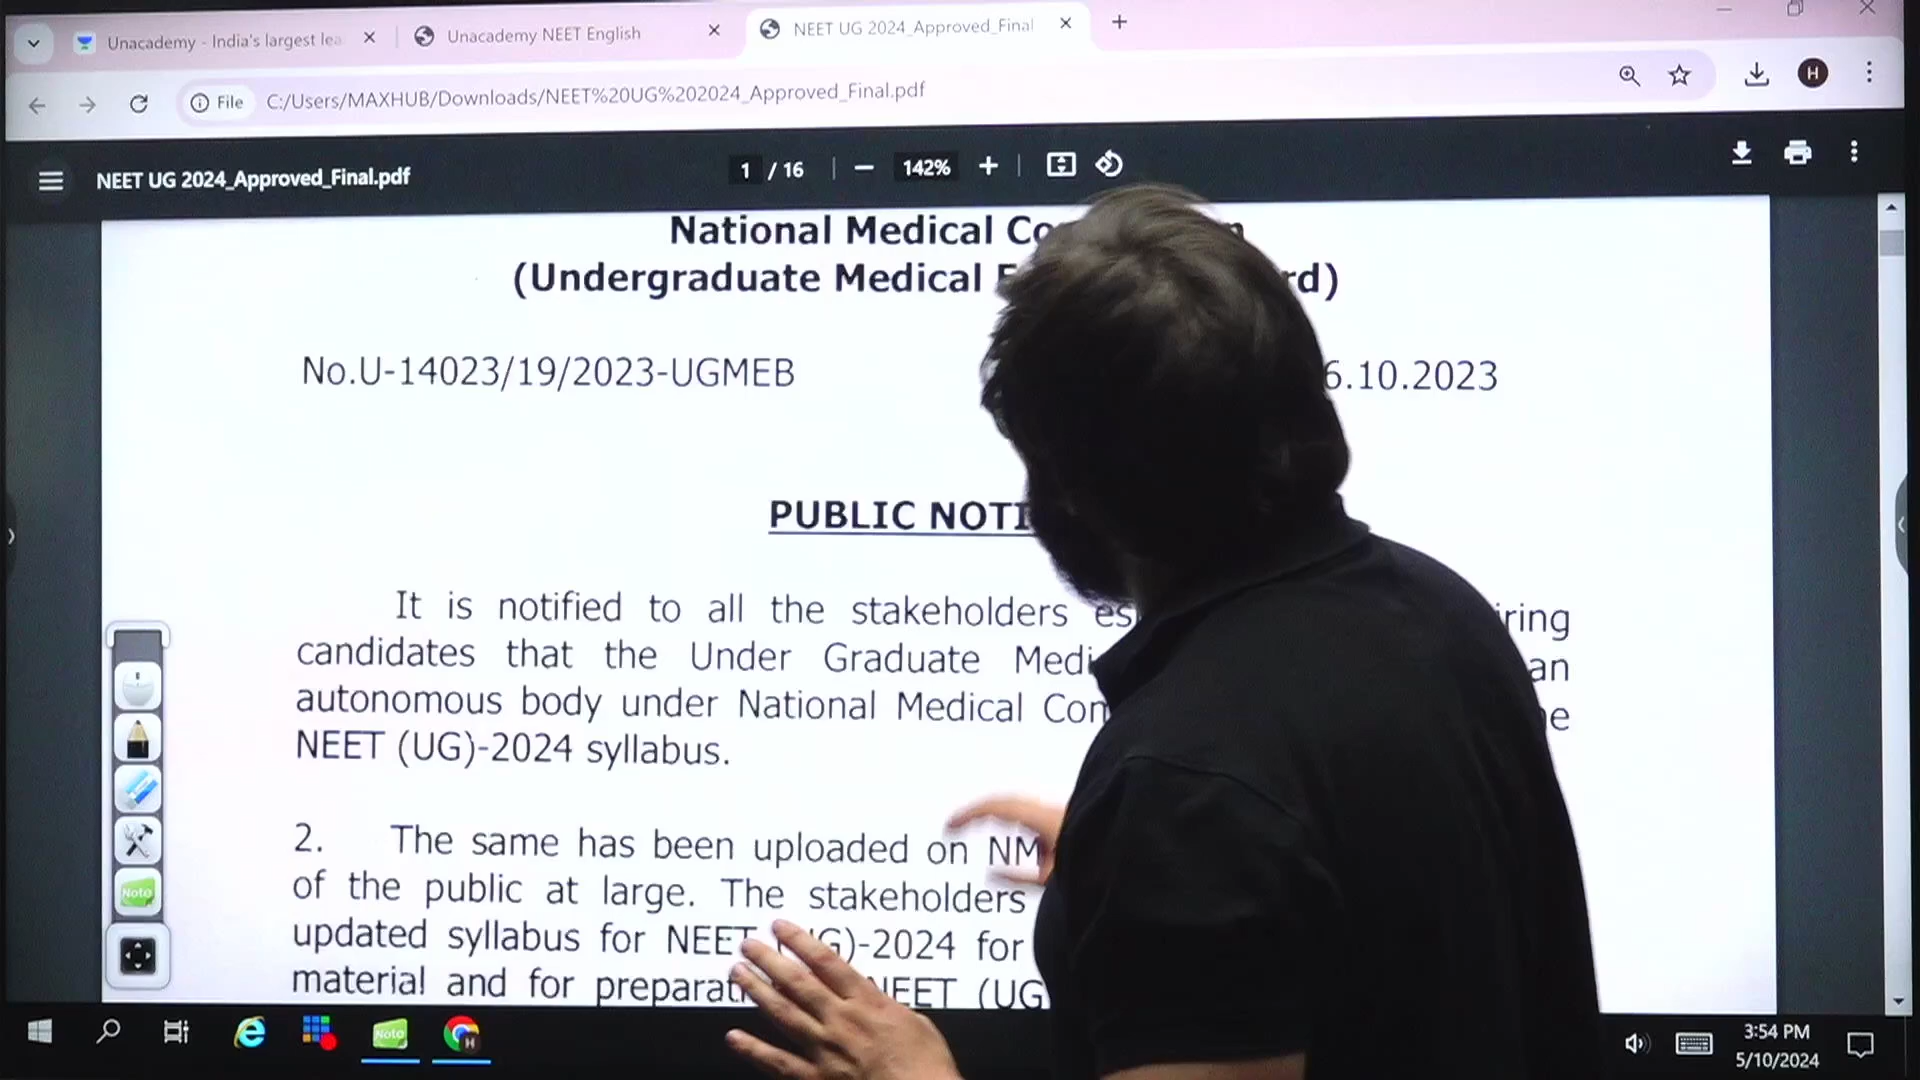 Unacademy - India's largest lea
Unacademy NEET English
NEET UG 2024_Approved_Final
File
C:/Users/MAXHUB/Downloads/NEET%20UG%202024_Approved_Final.pdf
H
NEET UG 2024_Approved_Final.pdf
1 / 16
142%
National Medical
(Undergraduate Medical
No.U-14023/19/2023-UGMEB
6.10.2023
PUBLIC NOTI
It is notified to all the stakeholders es iring
candidates that the Under Graduate Medi an
autonomous body under National Medical Com e
NEET (UG)-2024 syllabus.
2. The same has been uploaded on NM
of the public at large. The stakeholders
updated syllabus for NEET G)-2024 for
material and for preparat NEET (UG
Note
Note
H
3:54 PM
5/10/2024